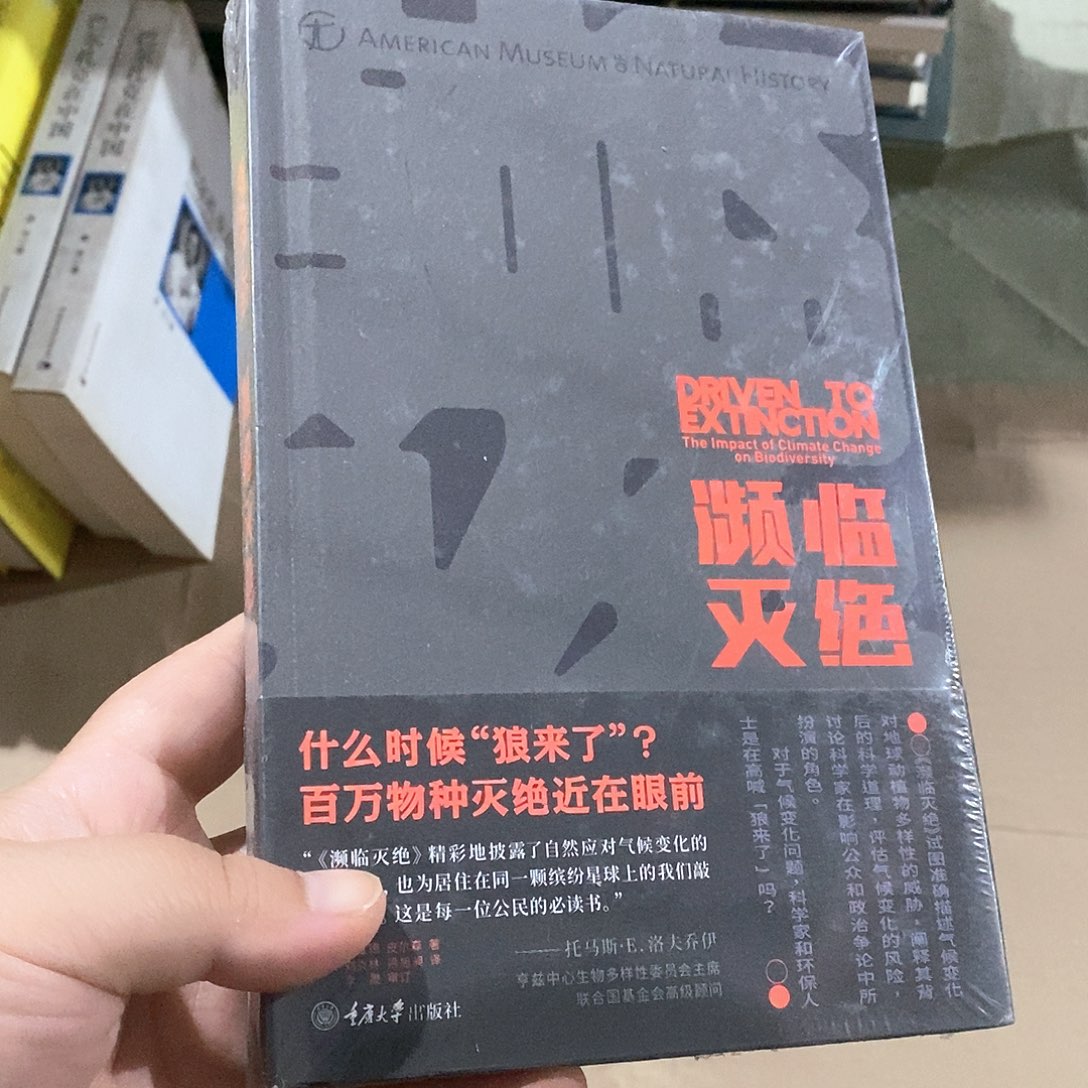 AMERICAN MUSEUM OF NATURAL HISTORY
DRIVEN TO
EXTINCTION
The Impact of Climate Change
on Biodiversity
濒临
灭绝
什么时候“狼来了”？
百万物种灭绝近在眼前
“《濒临灭绝》精彩地披露了自然应对气候变化的
，也为居住在同一颗缤纷星球上的我们敲
这是每一位公民的必读书。”
——托马斯·E.洛夫乔伊
亨兹中心生物多样性委员会主席
联合国基金会高级顾问
皮尔森 著
译
审订
重庆大学出版社
《濒临灭绝》试图准确描述气候变化
对地球动植物多样性的威胁，阐释其背
后的科学道理，评估气候变化的风险，
讨论科学家在影响公众和政治争论中所
扮演的角色。
对于气候变化问题，科学家和环保人
士是在高喊「狼来了」吗？